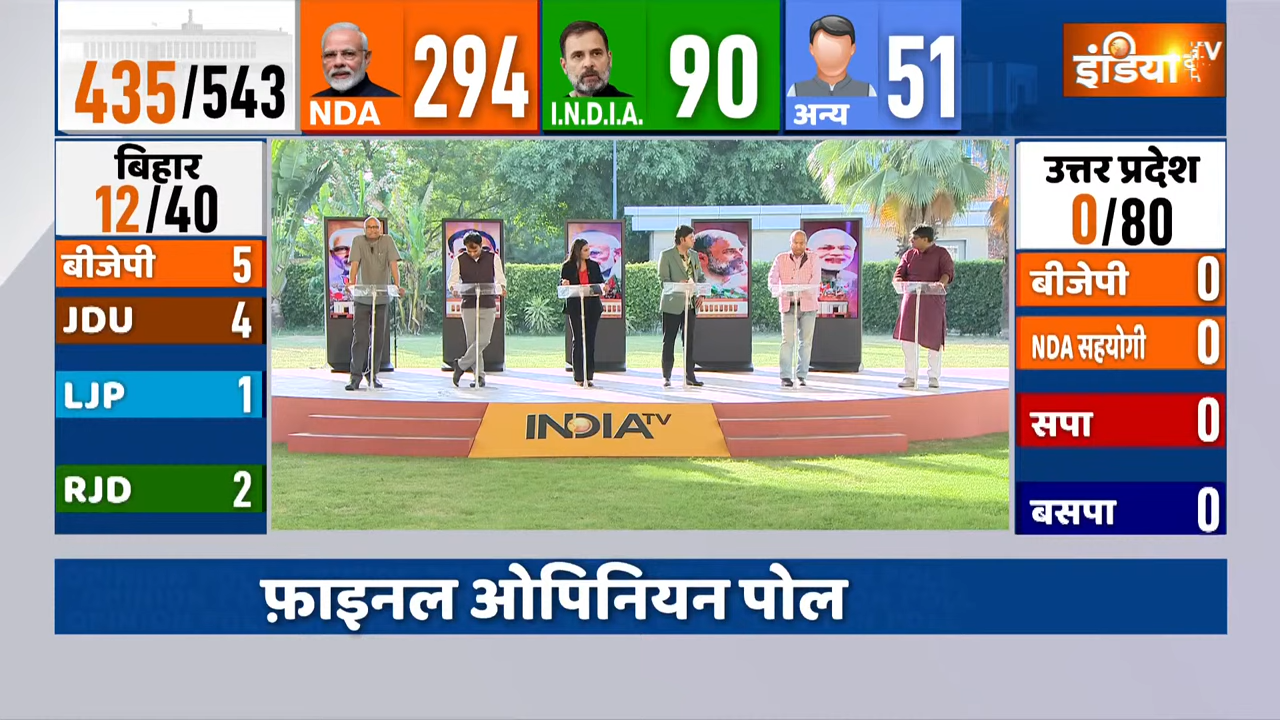 435/543
NDA 294
I.N.D.I.A. 90
अन्य 51
इंडिया टीवी TV
बिहार
12/40
बीजेपी 5
JDU 4
LJP 1
RJD 2
INDIA TV
उत्तर प्रदेश
0/80
बीजेपी 0
NDA सहयोगी 0
सपा 0
बसपा 0
फ़ाइनल ओपिनियन पोल